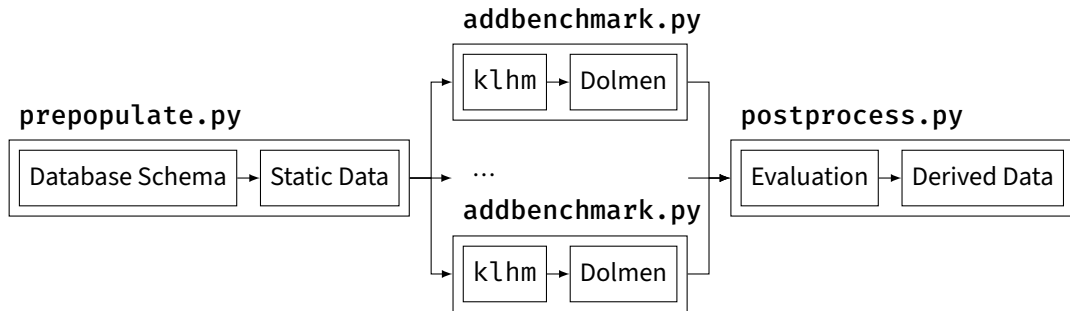 addbenchmark.py
klhm
Dolmen
prepopulate.py
Database Schema
Static Data
...
addbenchmark.py
klhm
Dolmen
postprocess.py
Evaluation
Derived Data